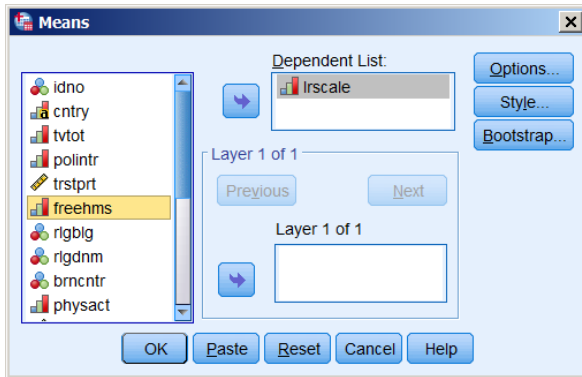 Means
idno
cntry
tvtot
polintr
trstprt
freehms
rlgblg
rlgdnm
brncntr
physact
Dependent List:
lrscale
Layer 1 of 1
Previous
Next
Layer 1 of 1
Options...
Style...
Bootstrap...
OK
Paste
Reset
Cancel
Help